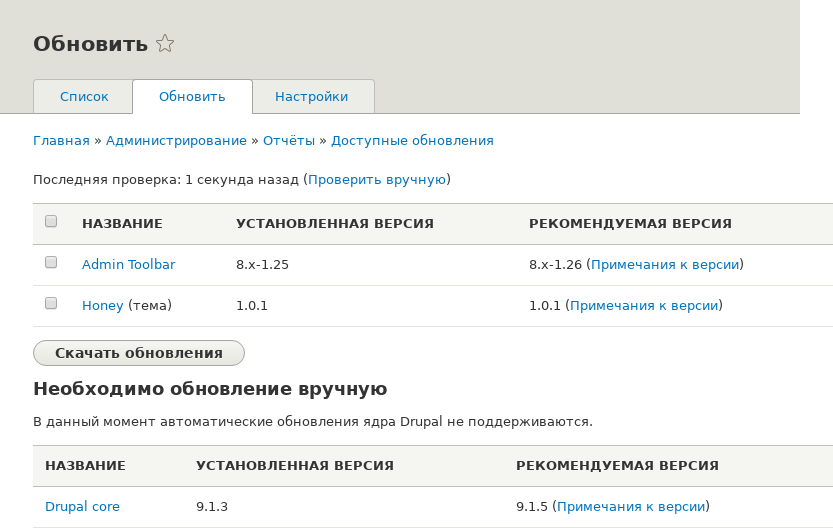 Обновить
Список Обновить Настройки
Главная » Администрирование » Отчёты » Доступные обновления
Последняя проверка: 1 секунда назад (Проверить вручную)
НАЗВАНИЕ УСТАНОВЛЕННАЯ ВЕРСИЯ РЕКОМЕНДУЕМАЯ ВЕРСИЯ
Admin Toolbar 8.x-1.25 8.x-1.26 (Примечания к версии)
Honey (тема) 1.0.1 1.0.1 (Примечания к версии)
Скачать обновления
Необходимо обновление вручную
В данный момент автоматические обновления ядра Drupal не поддерживаются.
НАЗВАНИЕ УСТАНОВЛЕННАЯ ВЕРСИЯ РЕКОМЕНДУЕМАЯ ВЕРСИЯ
Drupal core 9.1.3 9.1.5 (Примечания к версии)